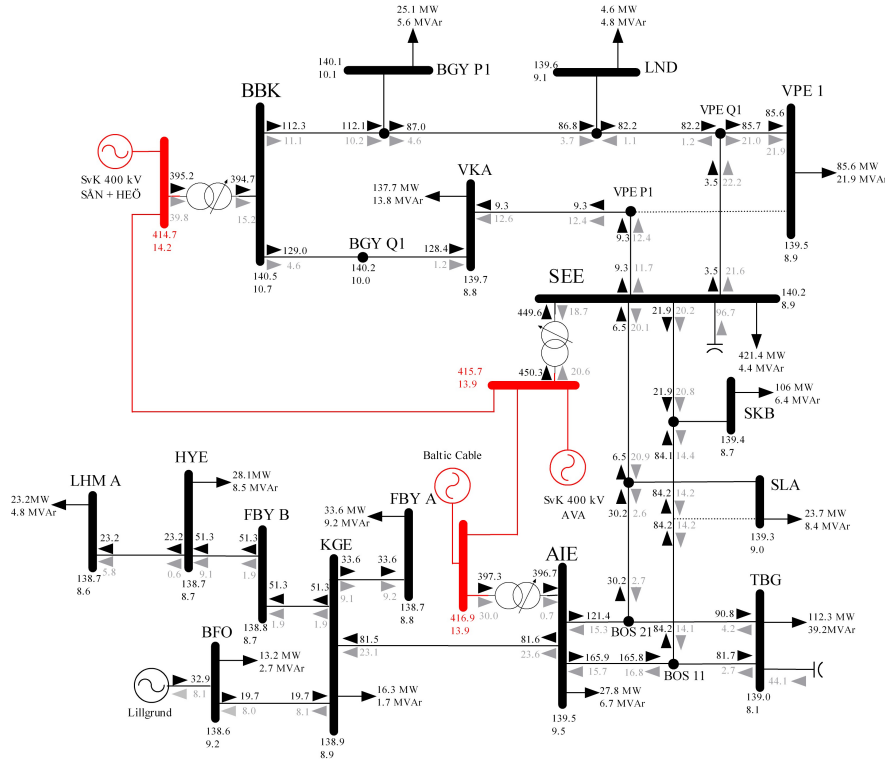 25.1 MW
5.6 MVAr
4.6 MW
4.8 MVAr
140.1
10.1
BGY P1
139.6
9.1
LND
VPE 1
BBK
VPE Q1
112.3
11.1
112.1
10.2
87.0
4.6
86.8
3.7
82.2
1.1
82.2
1.2
85.7
21.0
85.6
21.9
SvK 400 kV
SÅN + HEÖ
395.2
39.8
394.7
15.2
414.7
14.2
VKA
137.7 MW
13.8 MVAr
3.5
22.2
85.6 MW
21.9 MVAr
VPE P1
9.3
12.6
9.3
12.4
9.3
12.4
129.0
4.6
BGY Q1
140.2
10.0
128.4
1.2
140.5
10.7
139.7
8.8
139.5
8.9
SEE
9.3
11.7
3.5
21.6
140.2
8.9
449.6
18.7
6.5
20.1
21.9
20.2
96.7
421.4 MW
4.4 MVAr
415.7
13.9
450.3
20.6
21.9
20.8
106 MW
6.4 MVAr
SKB
139.4
8.7
84.1
14.4
Baltic Cable
SvK 400 kV
AVA
6.5
20.9
30.2
2.6
84.2
14.2
84.2
14.2
SLA
23.7 MW
8.4 MVAr
139.3
9.0
HYE
LHM A
28.1MW
8.5 MVAr
23.2MW
4.8 MVAr
FBY B
33.6 MW
9.2 MVAr
FBY A
KGE
23.2
5.8
23.2
0.6
51.3
9.1
51.3
1.9
138.7
8.6
138.7
8.7
51.3
1.9
51.3
1.9
33.6
9.1
33.6
9.2
138.7
8.8
138.8
8.7
AIE
397.3
30.0
396.7
0.7
416.9
13.9
30.2
2.7
TBG
BFO
13.2 MW
2.7 MVAr
81.5
23.1
81.6
23.6
121.4
15.3
BOS 21
84.2
14.1
90.8
4.2
112.3 MW
39.2MVAr
32.9
8.1
Lillgrund
19.7
8.0
19.7
8.1
16.3 MW
1.7 MVAr
165.9
15.7
165.8
16.8
BOS 11
81.7
2.7
44.1
27.8 MW
6.7 MVAr
138.6
9.2
138.9
8.9
139.5
9.5
139.0
8.1